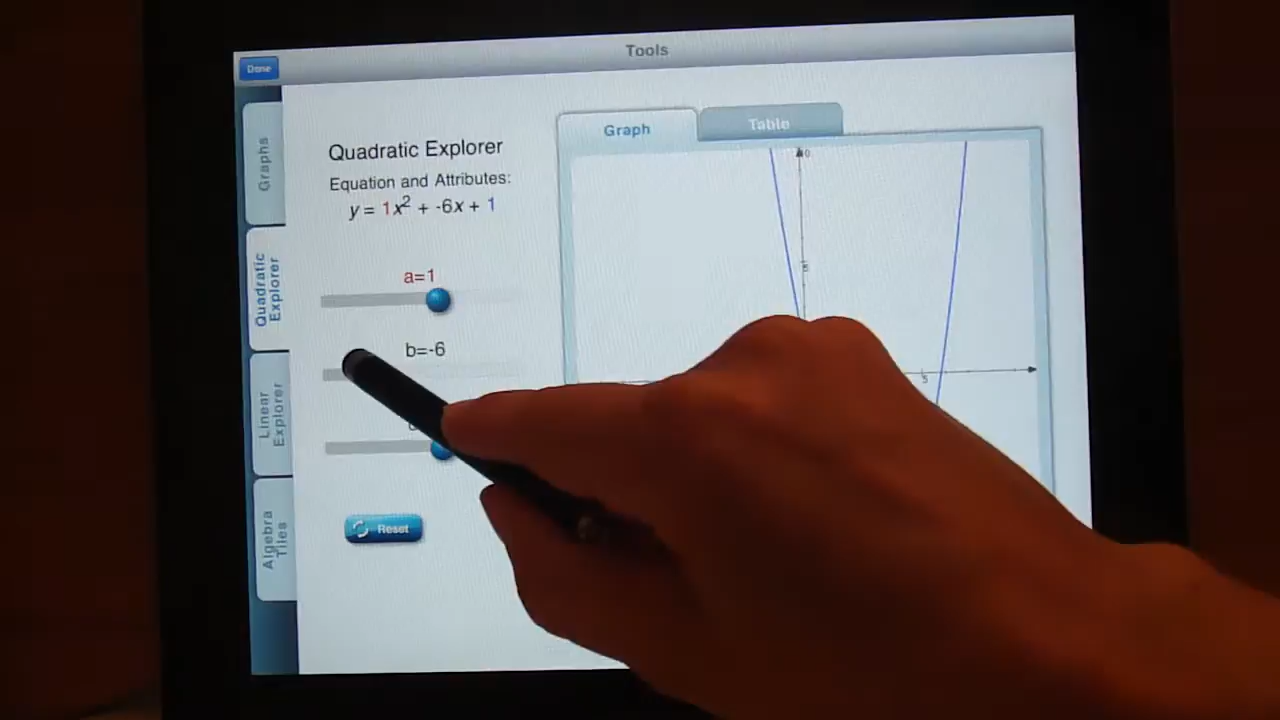 Tools
Done
Graphs
Quadratic
Explorer
Linear
Explorer
Algebra
Tiles
Quadratic Explorer
Equation and Attributes:
y = 1x² + -6x + 1
a=1
b=-6
Reset
Graph
Table
5